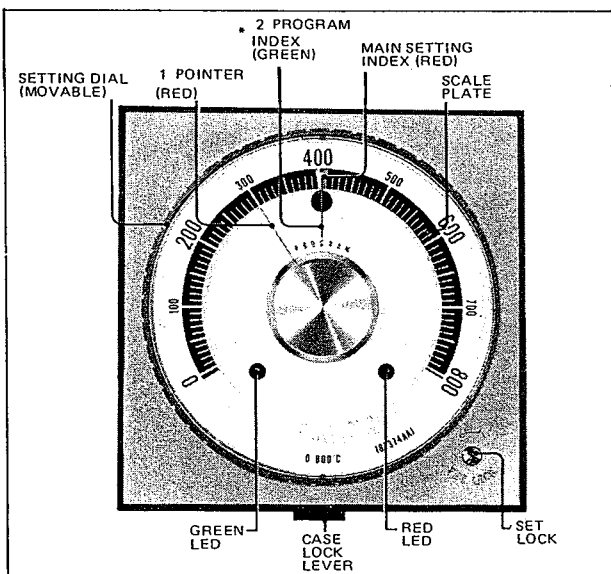 * 2 PROGRAM
INDEX
(GREEN)
MAIN SETTING
INDEX (RED)
SETTING DIAL
(MOVABLE)
1 POINTER
(RED)
SCALE
PLATE
0
100
200
300
400
500
600
700
800
PROGRAM
0 800°C
GREEN
LED
CASE
LOCK
LEVER
RED
LED
SET
LOCK